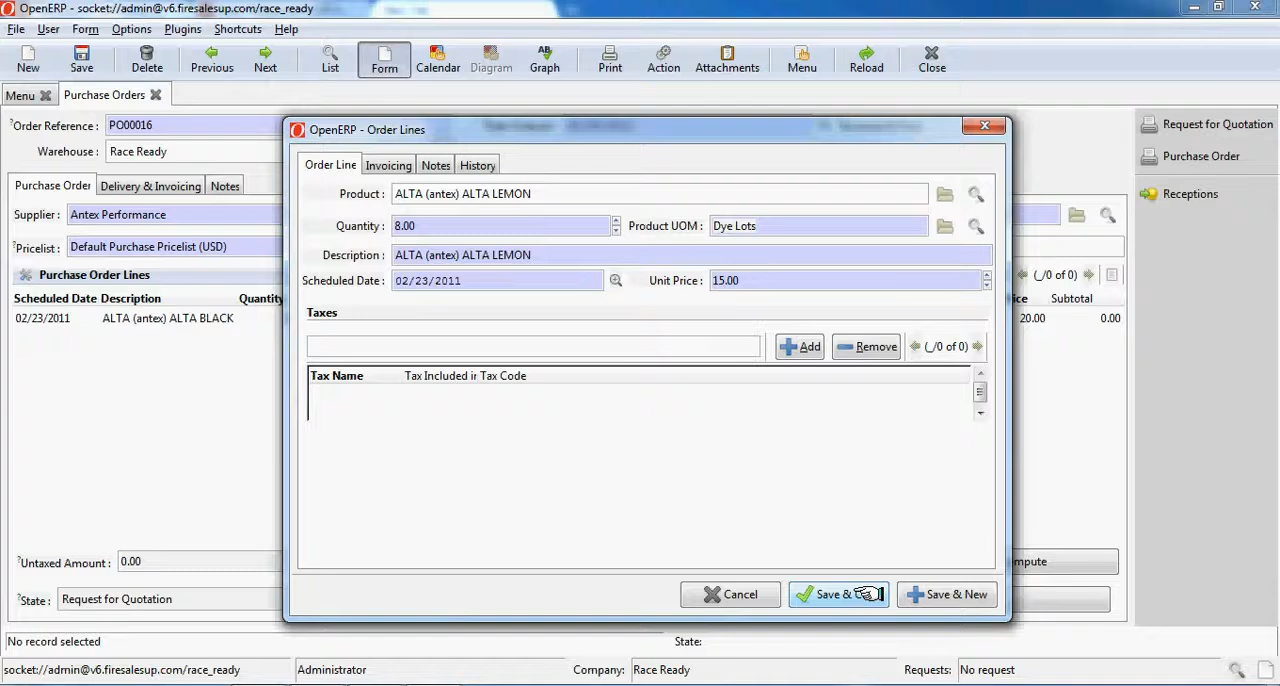 OpenERP - socket://admin@v6.firesalesup.com/race_ready
File User Form Options Plugins Shortcuts Help
New Save Delete Previous Next List Form Calendar Diagram Graph Print Action Attachments Menu Reload Close
Menu Purchase Orders
?Order Reference : PO00016
Warehouse : Race Ready
Purchase Order Delivery & Invoicing Notes
Supplier : Antex Performance
?Pricelist : Default Purchase Pricelist (USD)
Purchase Order Lines (_/0 of 0)
Scheduled Date Description Quantity Subtotal
02/23/2011 ALTA (antex) ALTA BLACK 20.00 0.00
?Untaxed Amount : 0.00
?State : Request for Quotation
OpenERP - Order Lines
Order Line Invoicing Notes History
Product : ALTA (antex) ALTA LEMON
Quantity : 8.00 Product UOM : Dye Lots
Description : ALTA (antex) ALTA LEMON
Scheduled Date : 02/23/2011 Unit Price : 15.00
Taxes
Add Remove (_/0 of 0)
Tax Name Tax Included in Tax Code
Cancel Save & Save & New
Request for Quotation
Purchase Order
Receptions
No record selected State:
socket://admin@v6.firesalesup.com/race_ready Administrator Company: Race Ready Requests: No request